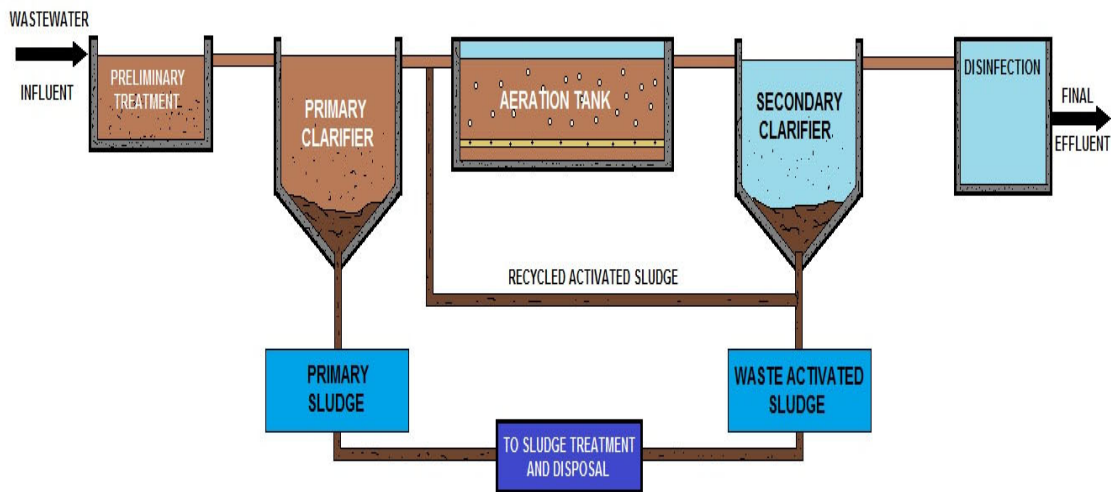 WASTEWATER
INFLUENT
PRELIMINARY
TREATMENT
PRIMARY
CLARIFIER
AERATION TANK
SECONDARY
CLARIFIER
DISINFECTION
FINAL
EFFLUENT
RECYCLED ACTIVATED SLUDGE
PRIMARY
SLUDGE
WASTE ACTIVATED
SLUDGE
TO SLUDGE TREATMENT
AND DISPOSAL